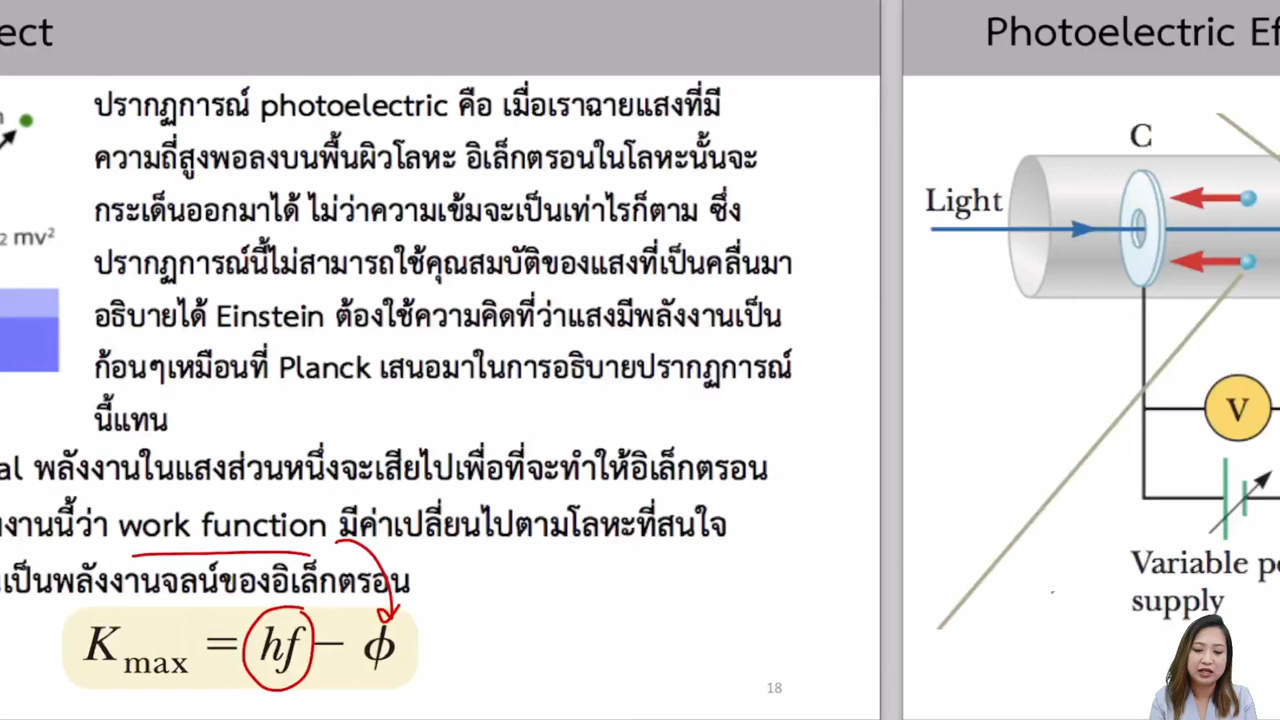 ect
ปรากฏการณ์ photoelectric คือ เมื่อเราฉายแสงที่มี
ความถี่สูงพอลงบนพื้นผิวโลหะ อิเล็กตรอนในโลหะนั้นจะ
กระเด็นออกมาได้ ไม่ว่าความเข้มจะเป็นเท่าไรก็ตาม ซึ่ง
ปรากฏการณ์นี้ไม่สามารถใช้คุณสมบัติของแสงที่เป็นคลื่นมา
อธิบายได้ Einstein ต้องใช้ความคิดที่ว่าแสงมีพลังงานเป็น
ก้อนๆเหมือนที่ Planck เสนอมาในการอธิบายปรากฏการณ์
นี้แทน
2 mv²
al พลังงานในแสงส่วนหนึ่งจะเสียไปเพื่อที่จะทำให้อิเล็กตรอน
งานนี้ว่า work function มีค่าเปลี่ยนไปตามโลหะที่สนใจ
เป็นพลังงานจลน์ของอิเล็กตรอน
K max = hf − ϕ
18
Photoelectric Ef
C
Light
V
Variable po
supply